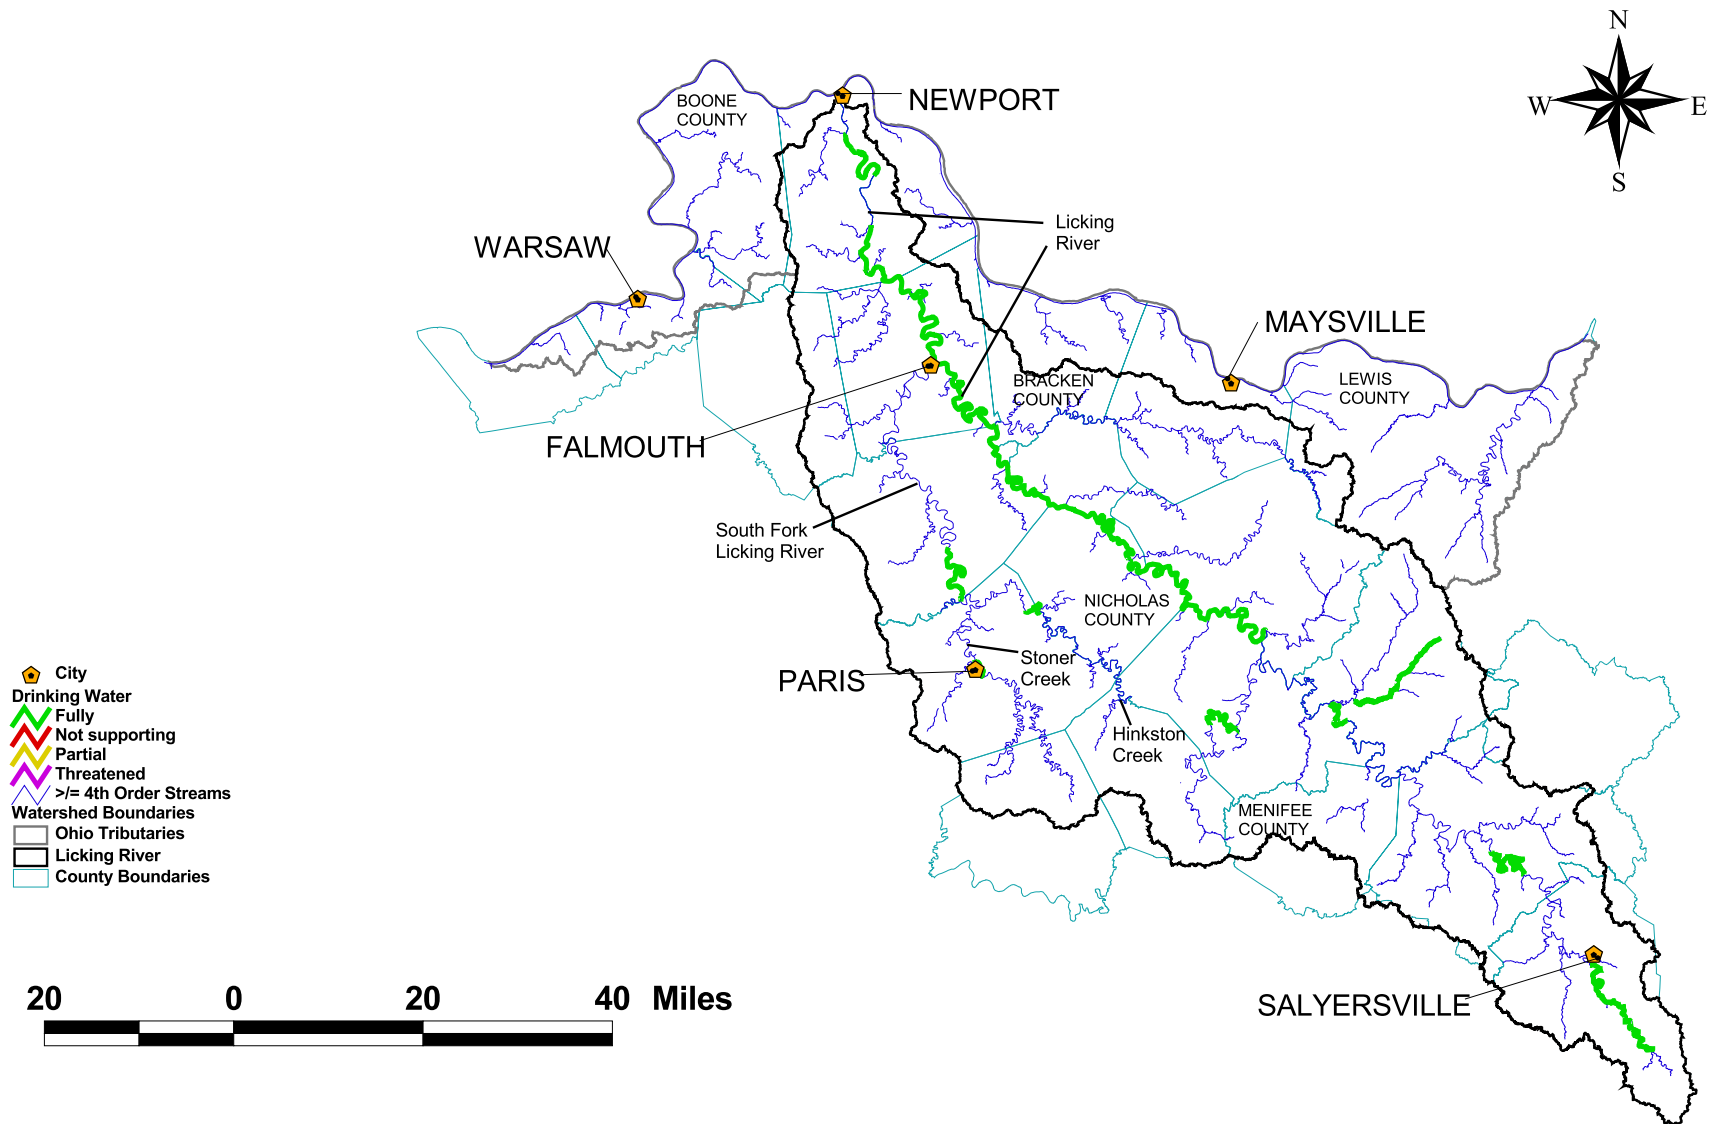 N
W
E
S
BOONE
COUNTY
NEWPORT
WARSAW
Licking
River
MAYSVILLE
BRACKEN
COUNTY
LEWIS
COUNTY
FALMOUTH
South Fork
Licking River
NICHOLAS
COUNTY
Stoner
Creek
PARIS
Hinkston
Creek
MENIFEE
COUNTY
SALYERSVILLE
City
Drinking Water
Fully
Not supporting
Partial
Threatened
>/= 4th Order Streams
Watershed Boundaries
Ohio Tributaries
Licking River
County Boundaries
20 0 20 40 Miles